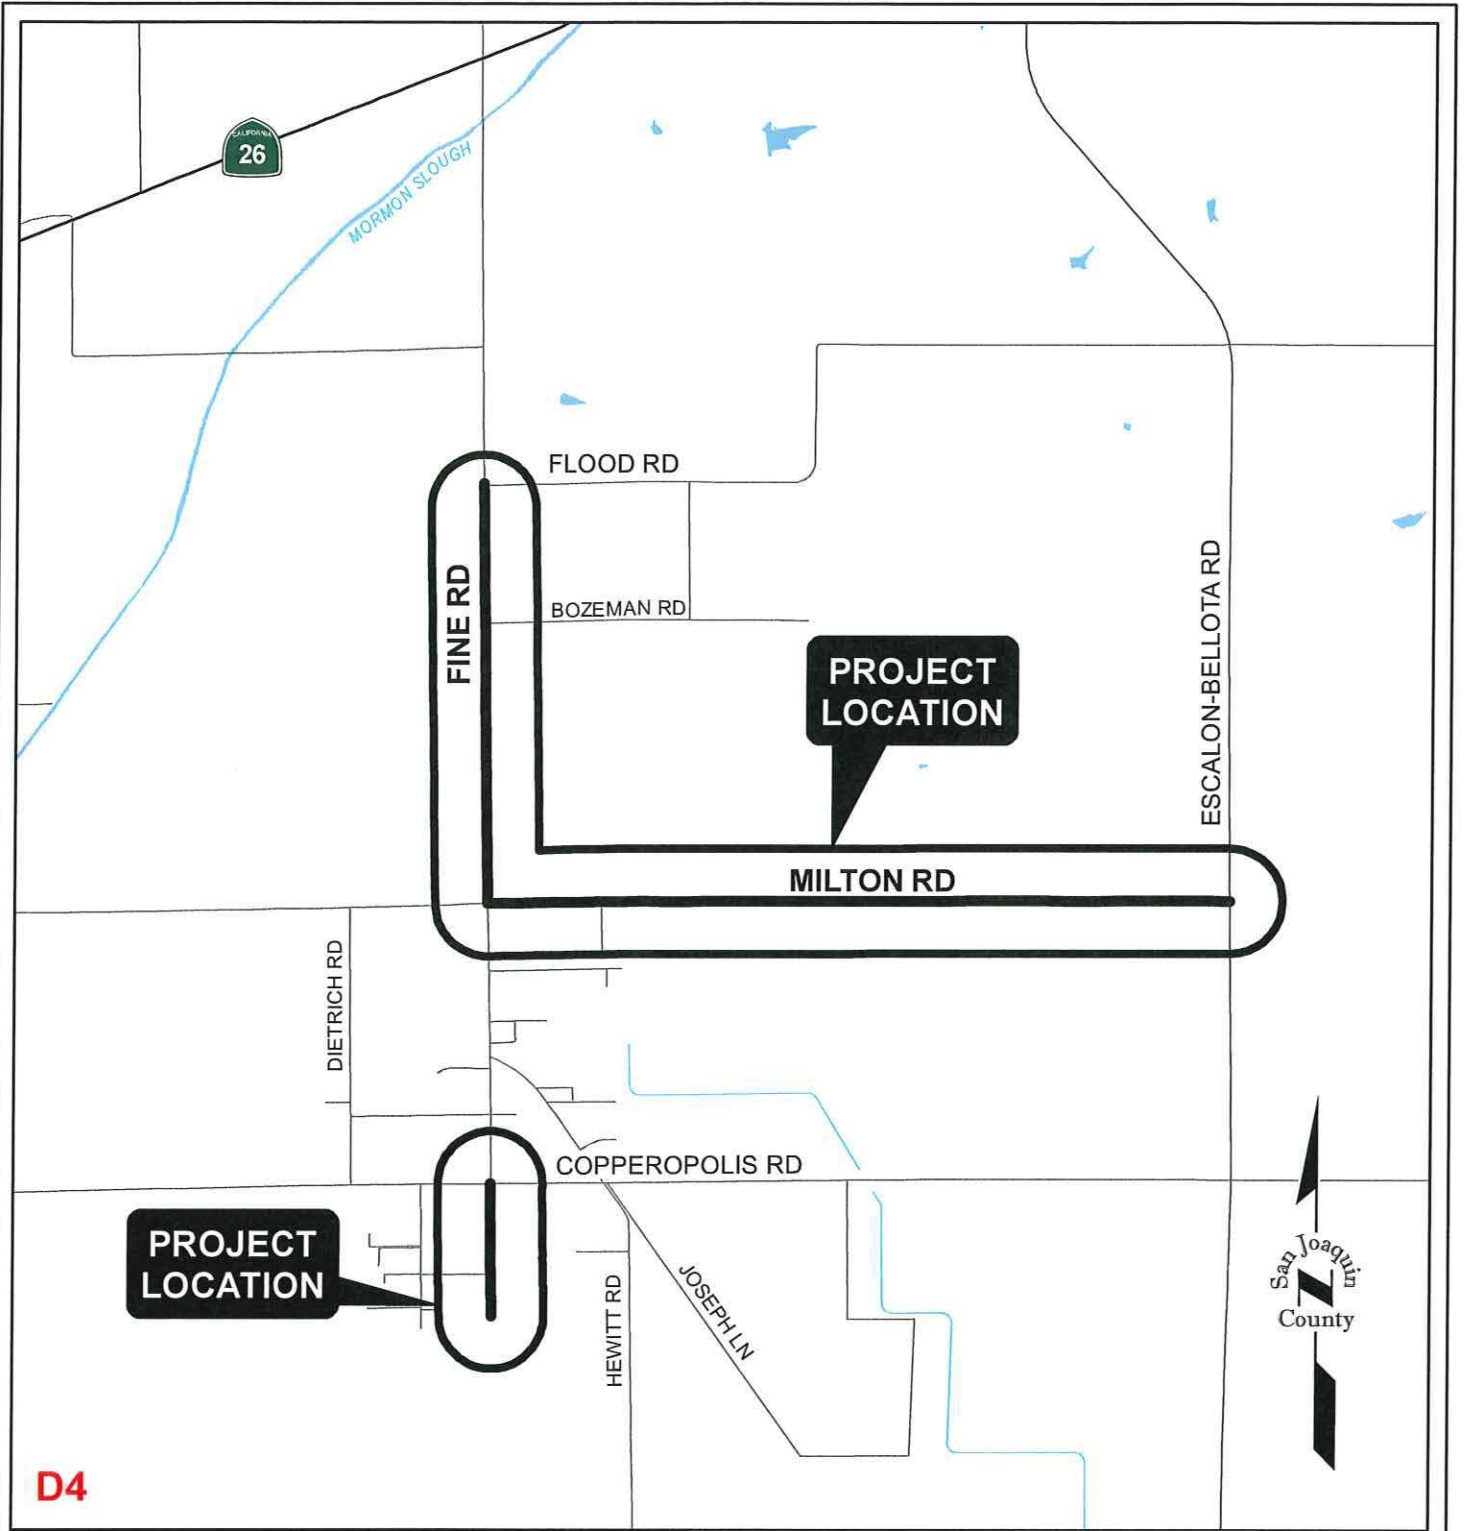 CALIFORNIA
26
MORMON SLOUGH
FLOOD RD
FINE RD
BOZEMAN RD
PROJECT
LOCATION
ESCALON-BELLOTA RD
MILTON RD
DIETRICH RD
COPPEROPOLIS RD
PROJECT
LOCATION
HEWITT RD
JOSEPH LN
San Joaquin
N
County
D4